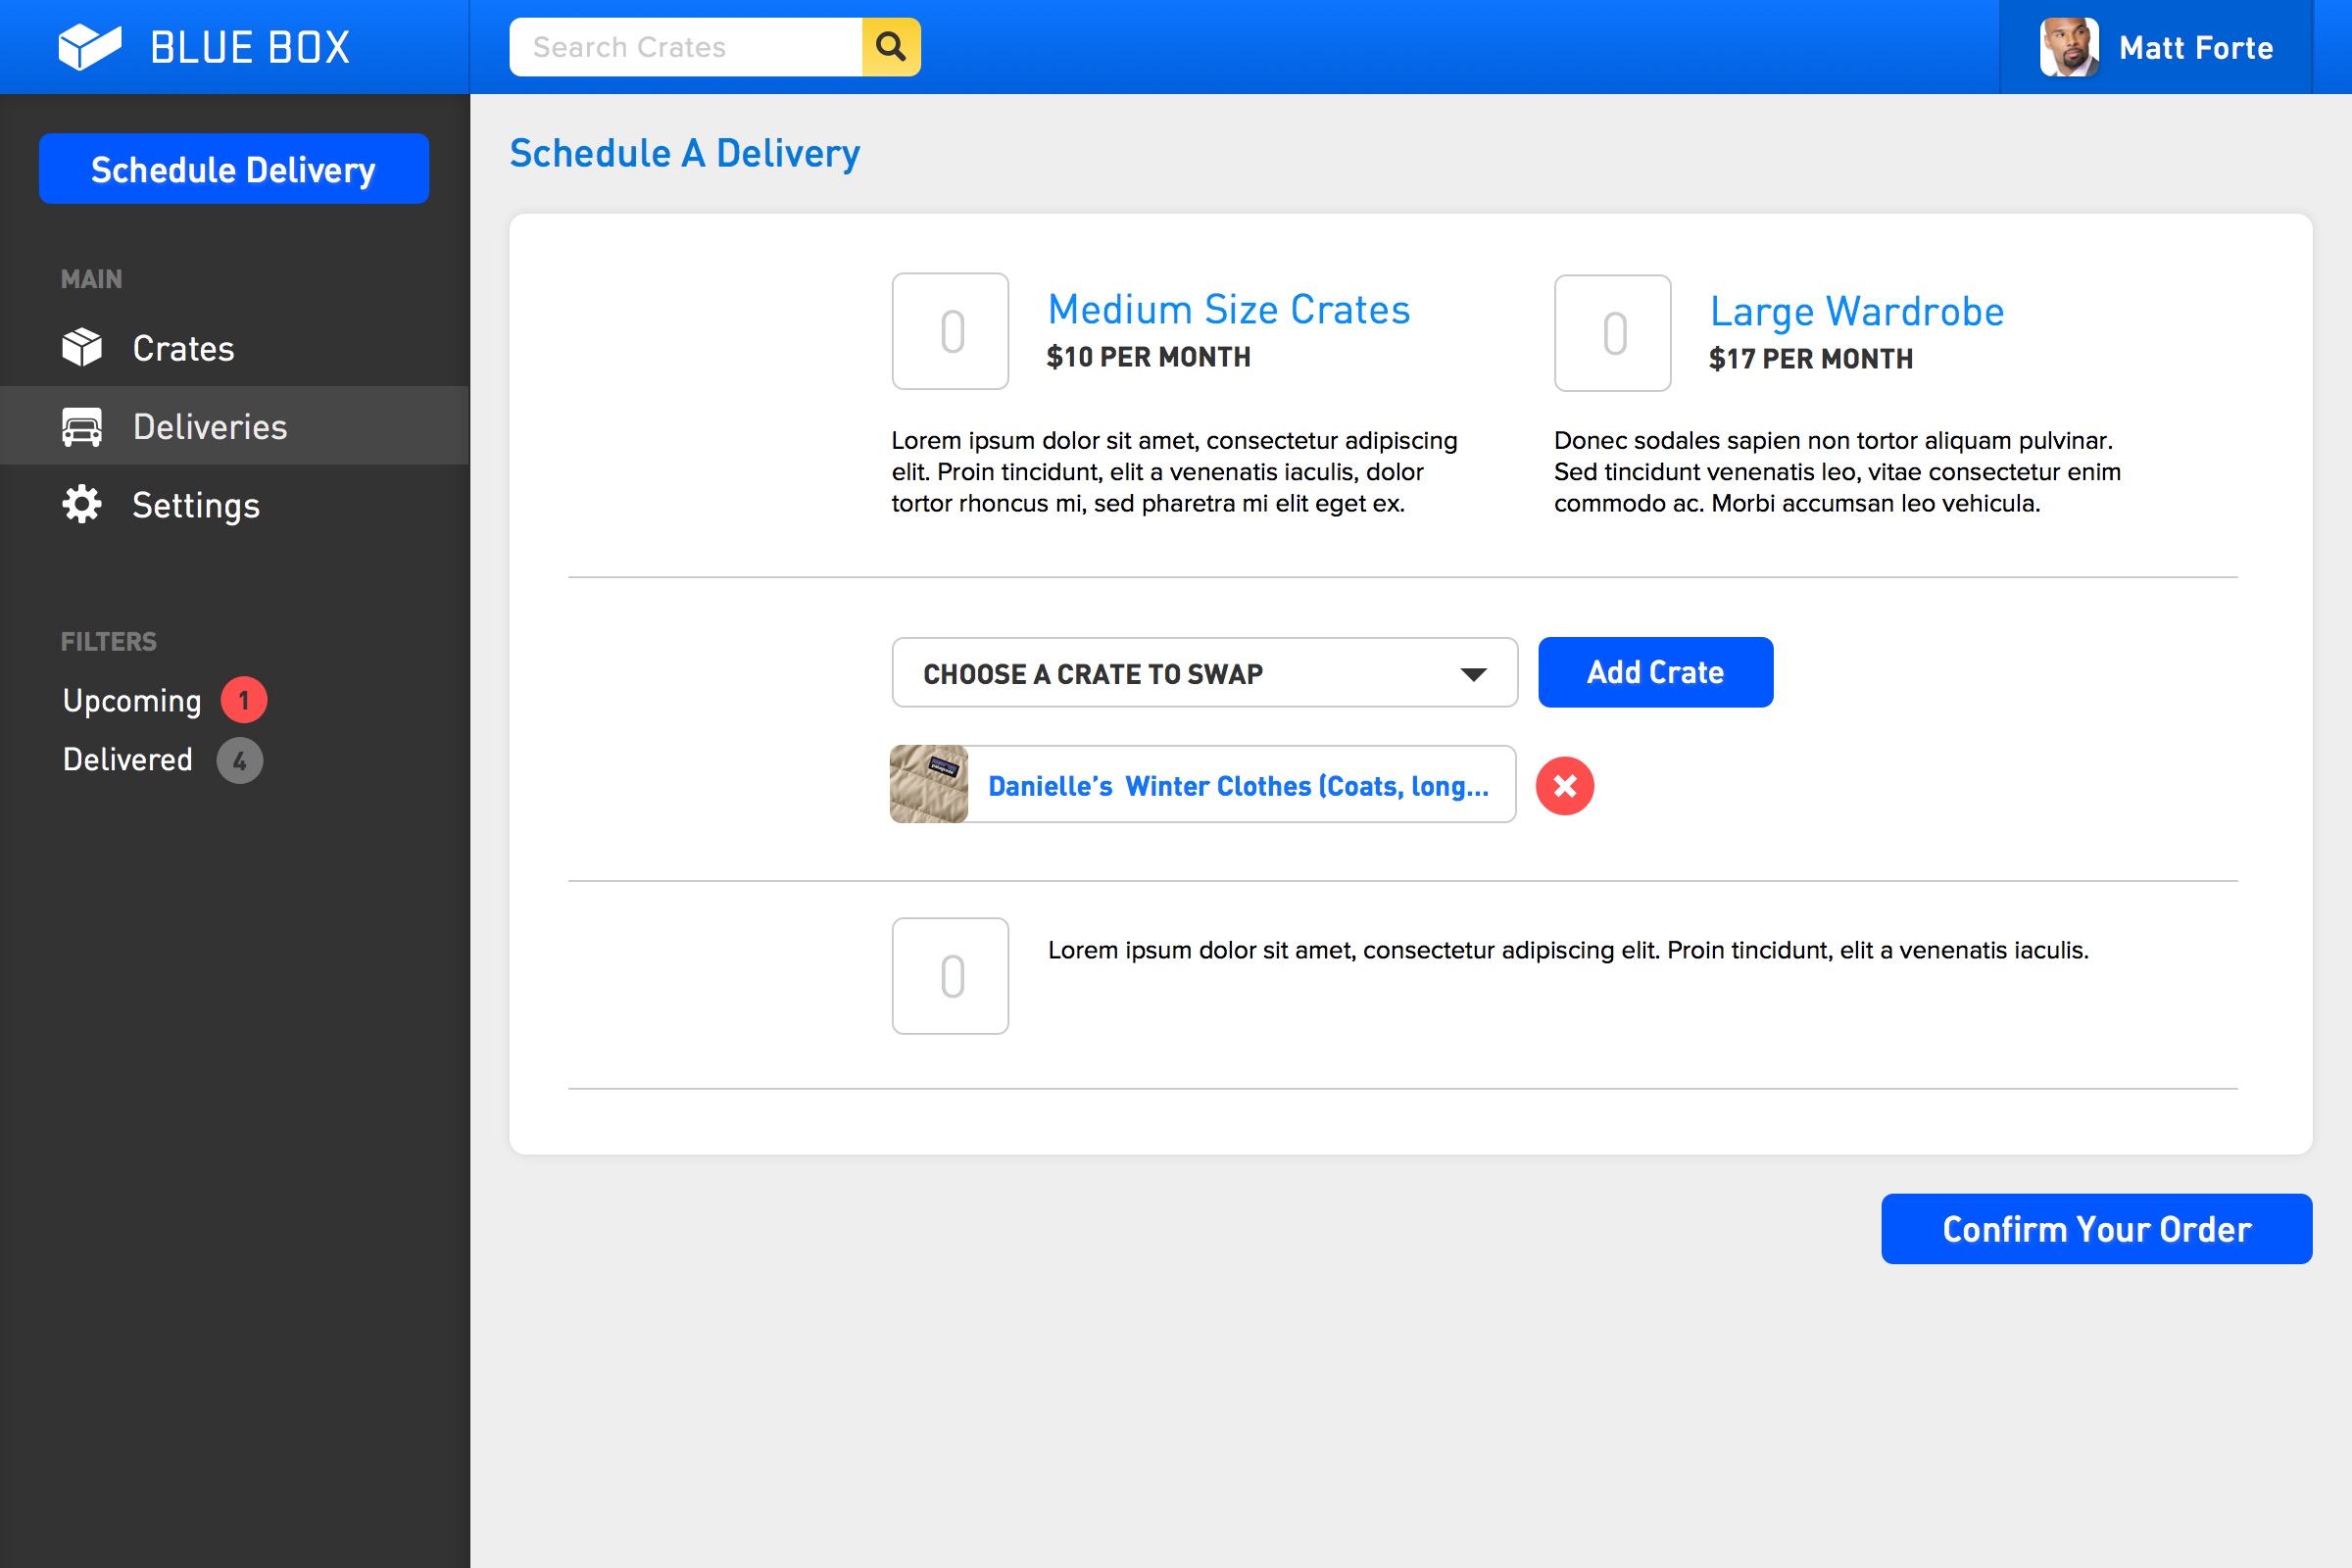 BLUE BOX
Search Crates
Matt Forte
Schedule Delivery
MAIN
Crates
Deliveries
Settings
FILTERS
Upcoming 1
Delivered 4
Schedule A Delivery
0
Medium Size Crates
$10 PER MONTH
Lorem ipsum dolor sit amet, consectetur adipiscing
elit. Proin tincidunt, elit a venenatis iaculis, dolor
tortor rhoncus mi, sed pharetra mi elit eget ex.
0
Large Wardrobe
$17 PER MONTH
Donec sodales sapien non tortor aliquam pulvinar.
Sed tincidunt venenatis leo, vitae consectetur enim
commodo ac. Morbi accumsan leo vehicula.
CHOOSE A CRATE TO SWAP
Add Crate
patagonia
Danielle’s  Winter Clothes (Coats, long...
0
Lorem ipsum dolor sit amet, consectetur adipiscing elit. Proin tincidunt, elit a venenatis iaculis.
Confirm Your Order